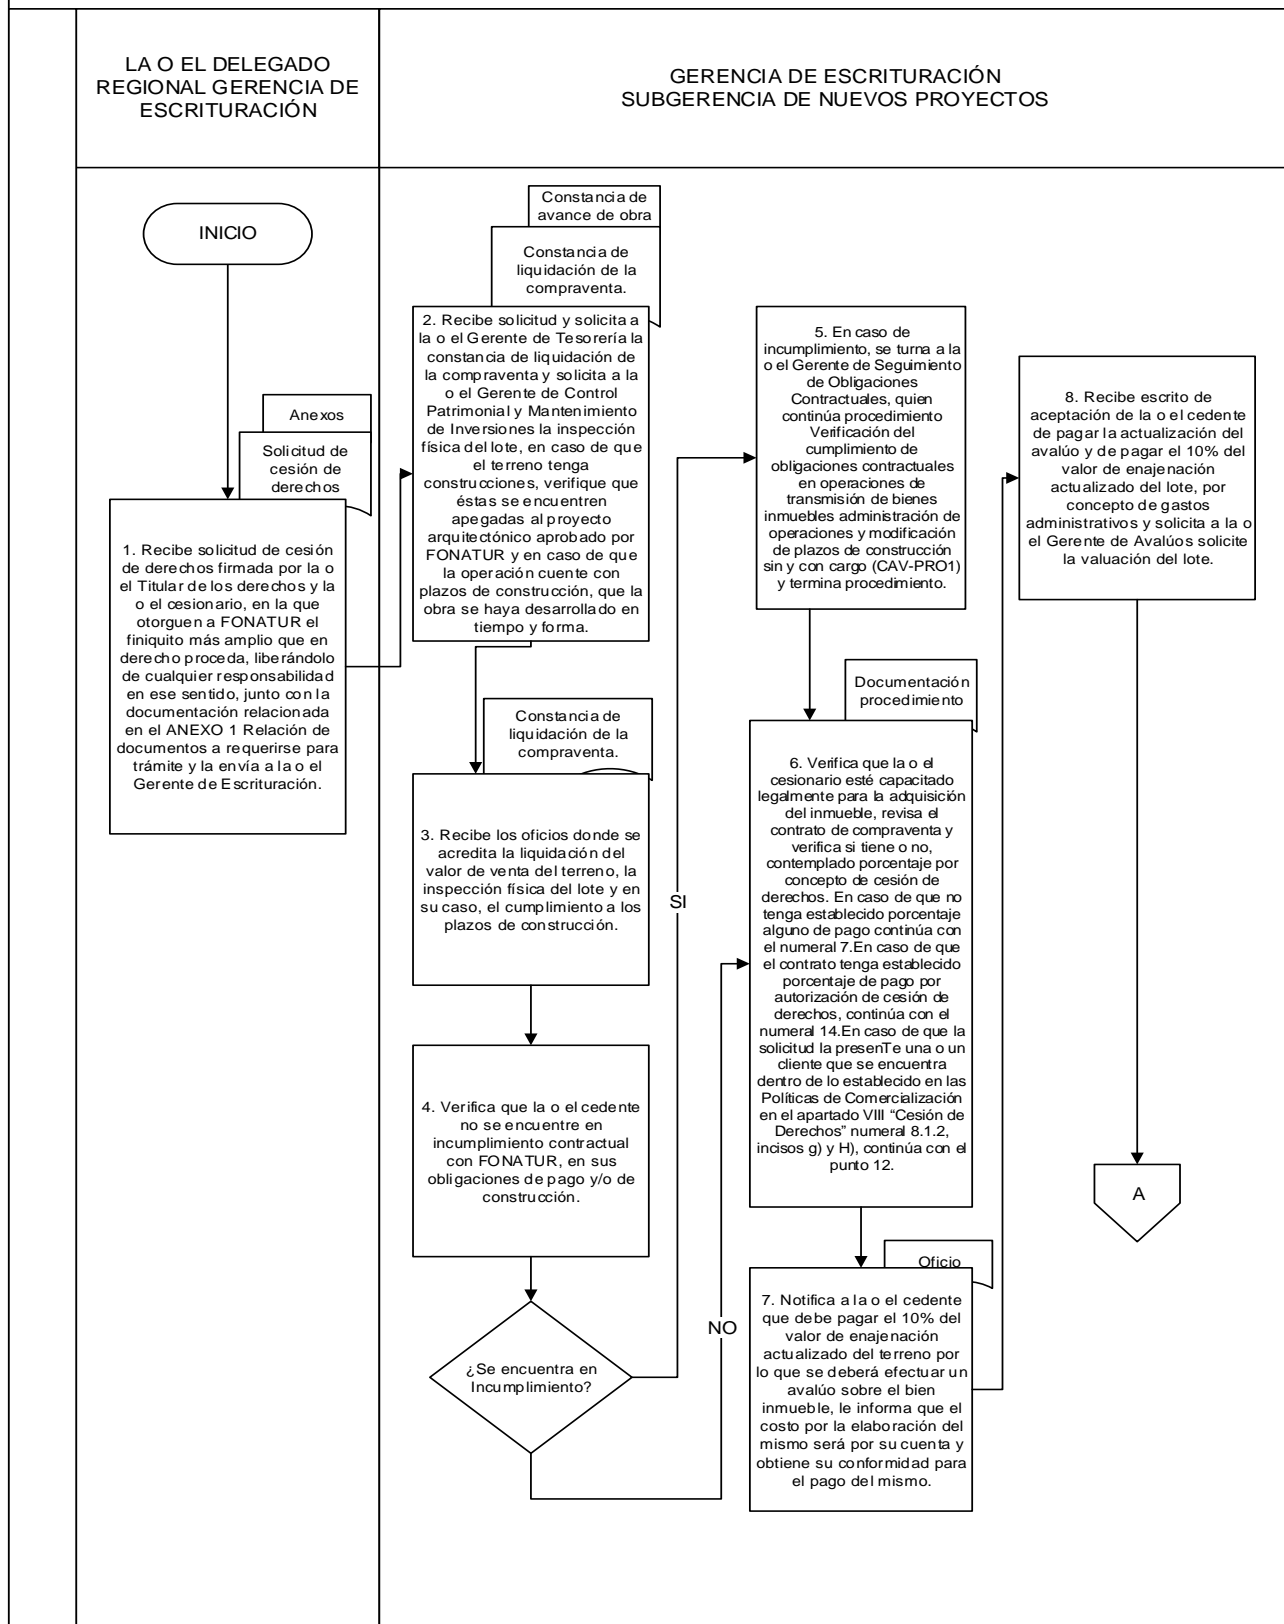 LA O EL DELEGADO
REGIONAL GERENCIA DE
ESCRITURACIÓN
GERENCIA DE ESCRITURACIÓN
SUBGERENCIA DE NUEVOS PROYECTOS
INICIO
Anexos
Solicitud de
cesión de
derechos
1. Recibe solicitud de cesión
de derechos firmada por la o
el Titular de los derechos y la
o el cesionario, en la que
otorguen a FONATUR el
finiquito más amplio que en
derecho proceda, liberándolo
de cualquier responsabilidad
en ese sentido, junto con la
documentación relacionada
en el ANEXO 1 Relación de
documentos a requerirse para
trámite y la envía a la o el
Gerente de Escrituración.
Constancia de
avance de obra
Constancia de
liquidación de la
compraventa.
2. Recibe solicitud y solicita a
la o el Gerente de Tesorería la
constancia de liquidación de
la compraventa y solicita a la
o el Gerente de Control
Patrimonial y Mantenimiento
de Inversiones la inspección
física del lote, en caso de que
el terreno tenga
construcciones, verifique que
éstas se encuentren
apegadas al proyecto
arquitectónico aprobado por
FONATUR y en caso de que
la operación cuente con
plazos de construcción, que la
obra se haya desarrollado en
tiempo y forma.
Constancia de
liquidación de la
compraventa.
3. Recibe los oficios donde se
acredita la liquidación del
valor de venta del terreno, la
inspección física del lote y en
su caso, el cumplimiento a los
plazos de construcción.
4. Verifica que la o el cedente
no se encuentre en
incumplimiento contractual
con FONATUR, en sus
obligaciones de pago y/o de
construcción.
¿Se encuentra en
Incumplimiento?
SI
NO
5. En caso de
incumplimiento, se turna a la
o el Gerente de Seguimiento
de Obligaciones
Contractuales, quien
continúa procedimiento
Verificación del
cumplimiento de
obligaciones contractuales
en operaciones de
transmisión de bienes
inmuebles administración de
operaciones y modificación
de plazos de construcción
sin y con cargo (CAV-PRO1)
y termina procedimiento.
Documentación
procedimiento
6. Verifica que la o el
cesionario esté capacitado
legalmente para la adquisición
del inmueble, revisa el
contrato de compraventa y
verifica si tiene o no,
contemplado porcentaje por
concepto de cesión de
derechos. En caso de que no
tenga establecido porcentaje
alguno de pago continúa con
el numeral 7.En caso de que
el contrato tenga establecido
porcentaje de pago por
autorización de cesión de
derechos, continúa con el
numeral 14.En caso de que la
solicitud la presenTe una o un
cliente que se encuentra
dentro de lo establecido en las
Políticas de Comercialización
en el apartado VIII “Cesión de
Derechos” numeral 8.1.2,
incisos g) y H), continúa con el
punto 12.
Oficio
7. Notifica a la o el cedente
que debe pagar el 10% del
valor de enajenación
actualizado del terreno por
lo que se deberá efectuar un
avalúo sobre el bien
inmueble, le informa que el
costo por la elaboración del
mismo será por su cuenta y
obtiene su conformidad para
el pago del mismo.
8. Recibe escrito de
aceptación de la o el cedente
de pagar la actualización del
avalúo y de pagar el 10% del
valor de enajenación
actualizado del lote, por
concepto de gastos
administrativos y solicita a la o
el Gerente de Avalúos solicite
la valuación del lote.
A